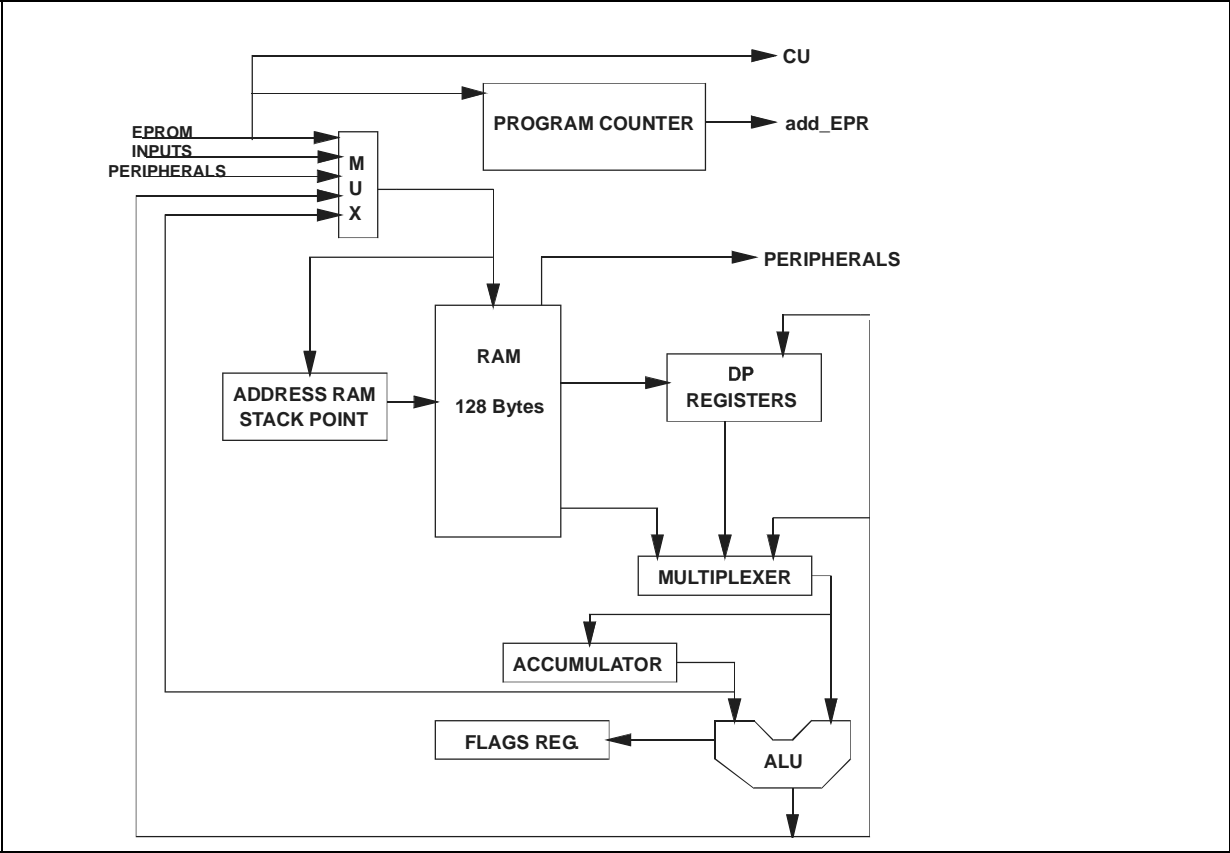 CU
PROGRAM COUNTER
add_EPR
EPROM
INPUTS
PERIPHERALS
M
U
X
PERIPHERALS
RAM
128 Bytes
DP
REGISTERS
ADDRESS RAM
STACK POINT
MULTIPLEXER
ACCUMULATOR
FLAGS REG.
ALU